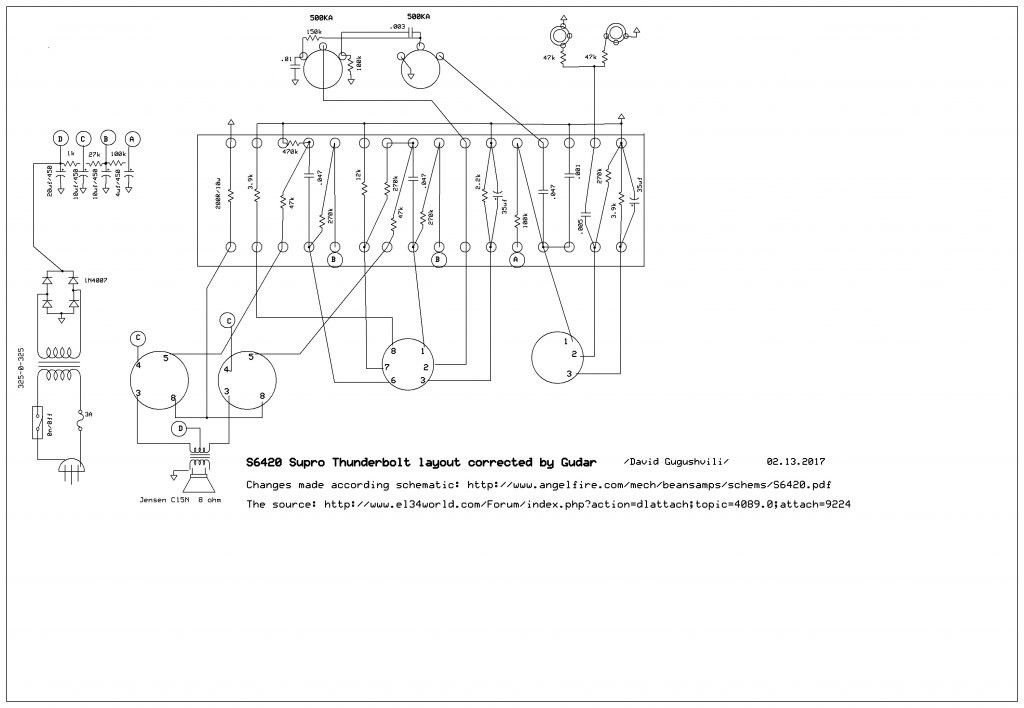 500KA 500KA
150k .003
.01 100k
47k 47k
D C B A
1k 27k 100k
20uf/450 10uf/450 10uf/450 4uf/450
200R/10w 3.9k 470k 47k .047 270k 12k 270k 47k .047 270k 2.2k 35uf 100k .047 .001 .005 270k 3.9k 35uf
B B A
1N4007
325-0-325
On/Off 3A
C C
4 5 3 8
4 5 3 8
8 1 7 2 6 3
1 2 3
D
Jensen C15N 8 ohm
S6420 Supro Thunderbolt layout corrected by Gudar /David Gugushvili/ 02.13.2017
Changes made according schematic: http://www.angelfire.com/mech/beansamps/schems/S6420.pdf
The source: http://www.el34world.com/Forum/index.php?action=dlattach;topic=4089.0;attach=9224